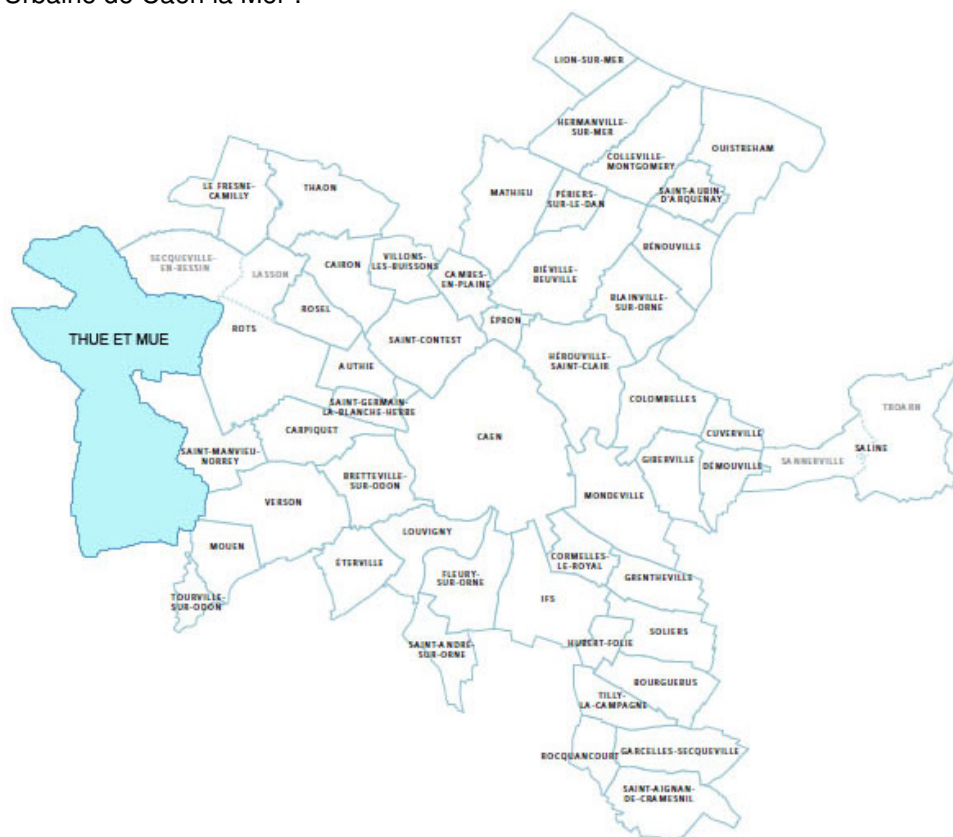 Urbaine de Caen la Mer :
LION-SUR-MER
HERMANVILLE-
SUR-MER
COLLEVILLE-
MONTGOMERY
OUISTREHAM
LE FRESNE-
CAMILLY
THAON
MATHIEU
PÉRIERS-
SUR-LE-DAN
SAINT-AUBIN-
D'ARQUENAY
BÉNOUVILLE
SECQUEVILLE-
EN-BESSIN
LASSON
CAIRON
VILLONS-
LES-BUISSONS
CAMBES-
EN-PLAINE
BIÉVILLE-
BEUVILLE
BLAINVILLE-
SUR-ORNE
THUE ET MUE
ROTS
ROSEL
SAINT-CONTEST
ÉPRON
HÉROUVILLE-
SAINT-CLAIR
AUTHIE
SAINT-GERMAIN-
LA-BLANCHE-HERBE
CARPIQUET
CAEN
COLOMBELLES
CUVERVILLE
TROARN
SALINE
SANNERVILLE
GIBERVILLE
DÉMOUVILLE
SAINT-MANVIEU-
NORREY
BRETTEVILLE-
SUR-ODON
VERSON
MONDEVILLE
MOUEN
LOUVIGNY
ÉTERVILLE
FLEURY-
SUR-ORNE
CORMELLES-
LE-ROYAL
GRENTHEVILLE
TOURVILLE-
SUR-ODON
IFS
SOLIERS
SAINT-ANDRÉ-
SUR-ORNE
HUBERT-FOLIE
BOURGUEBUS
TILLY-
LA-CAMPAGNE
ROCQUANCOURT
GARCELLES-SECQUEVILLE
SAINT-AIGNAN-
DE-CRAMESNIL